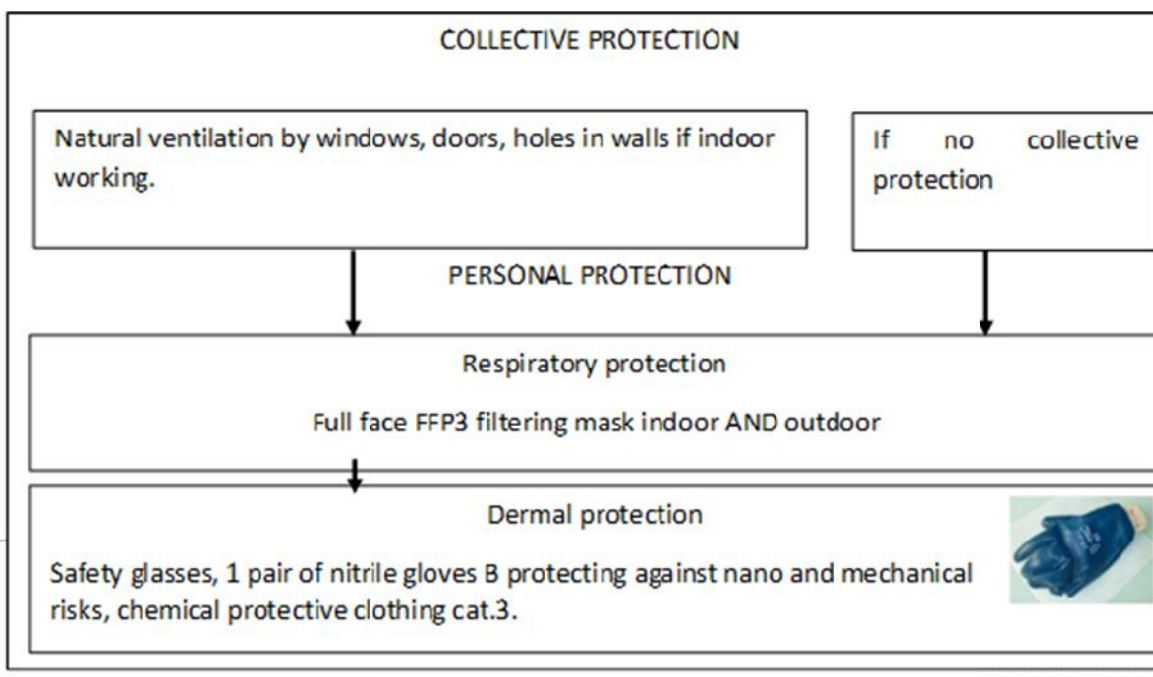 COLLECTIVE PROTECTION
Natural ventilation by windows, doors, holes in walls if indoor
working.
If no collective
protection
PERSONAL PROTECTION
Respiratory protection
Full face FFP3 filtering mask indoor AND outdoor
Dermal protection
Safety glasses, 1 pair of nitrile gloves B protecting against nano and mechanical
risks, chemical protective clothing cat.3.